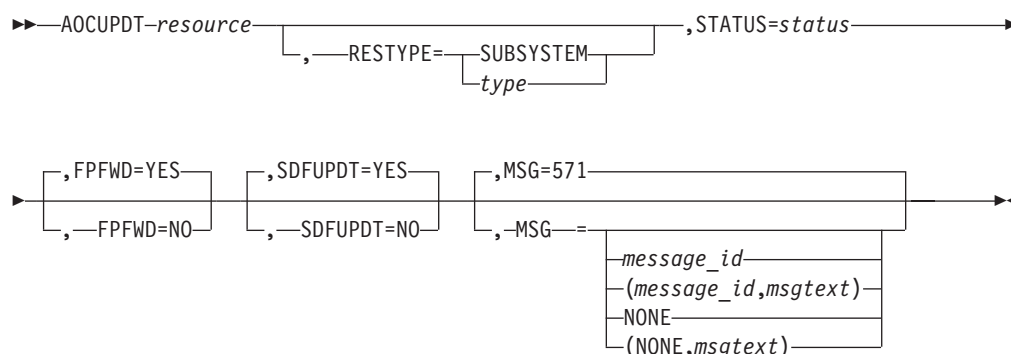 AOCUPDT resource ,STATUS=status
, RESTYPE= SUBSYSTEM
type
,FPFWD=YES ,SDFUPDT=YES ,MSG=571
, FPFWD=NO , SDFUPDT=NO , MSG =
message_id
(message_id,msgtext)
NONE
(NONE,msgtext)